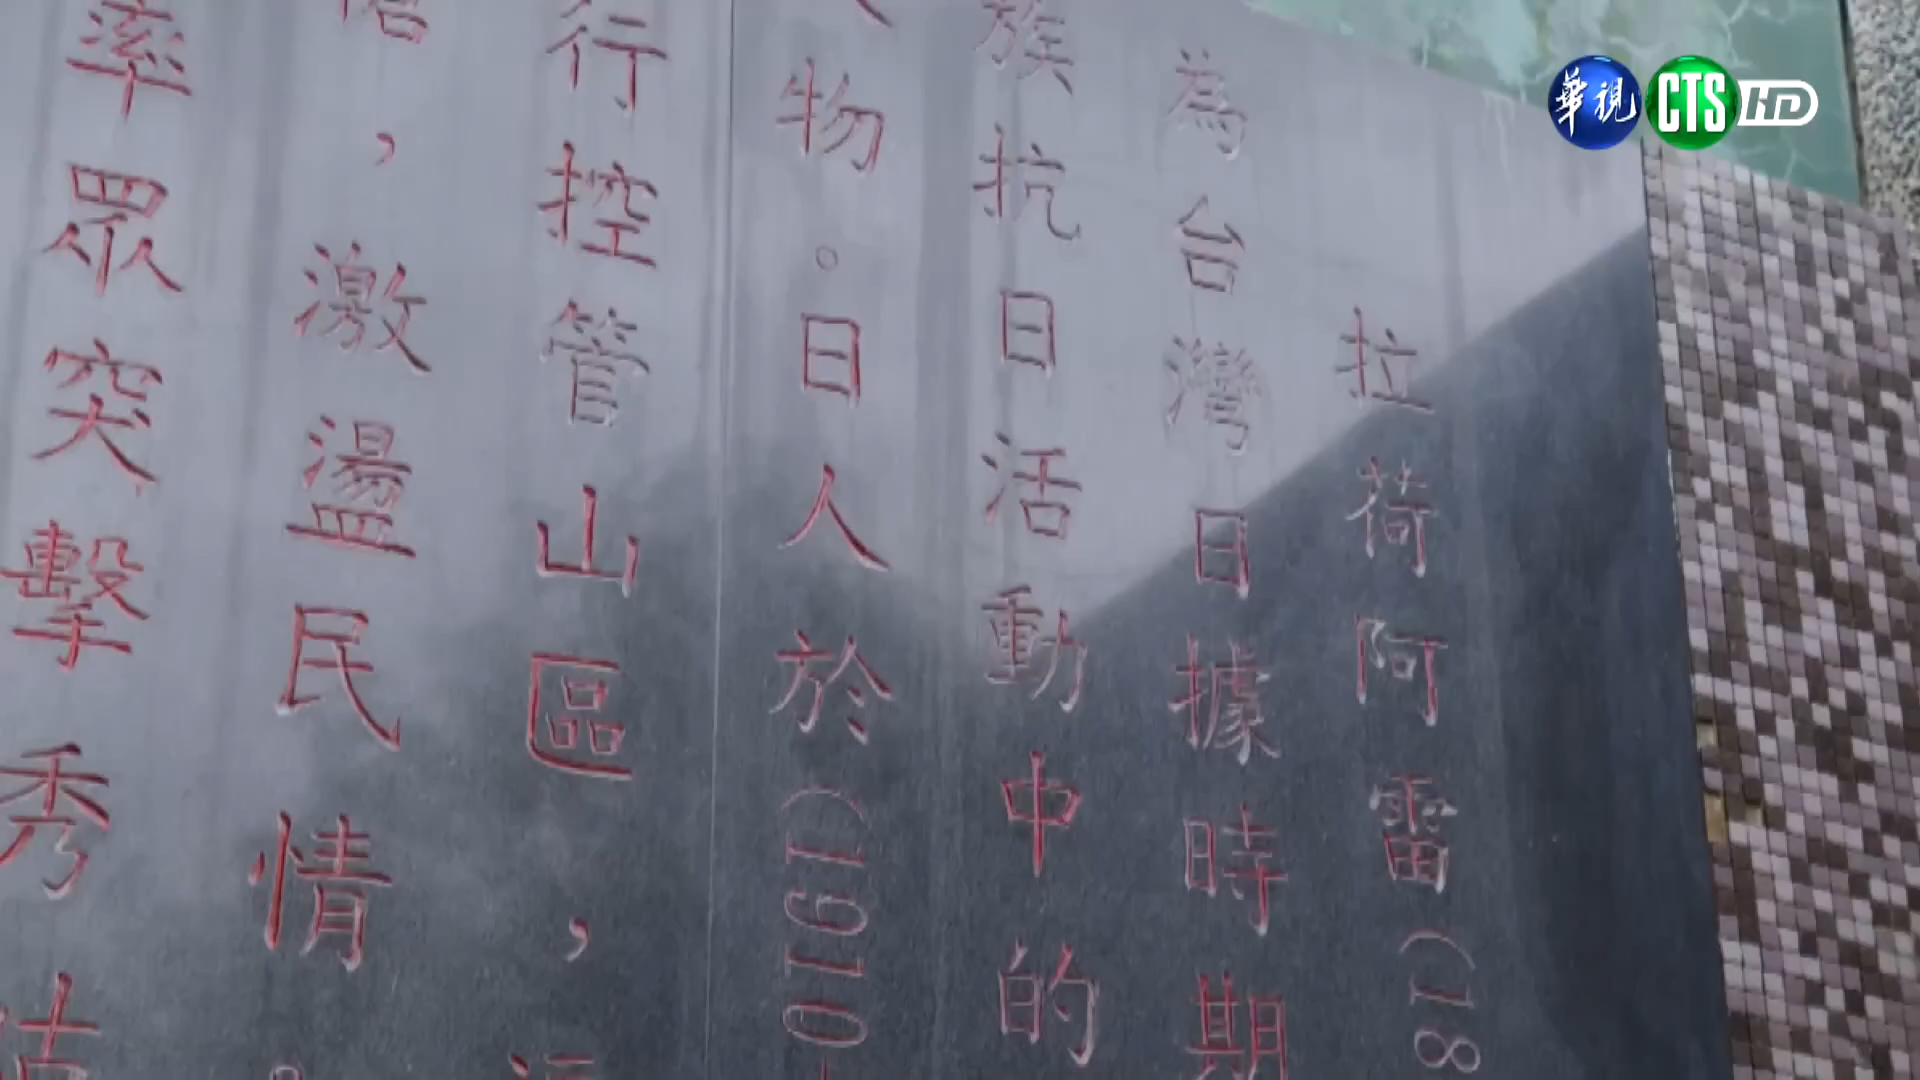 拉荷阿雷(18
為台灣日據時期
族抗日活動中的
物。日人於(1910-
行控管山區，
，激盪民情。
率眾突擊秀姑
華視 CTS HD